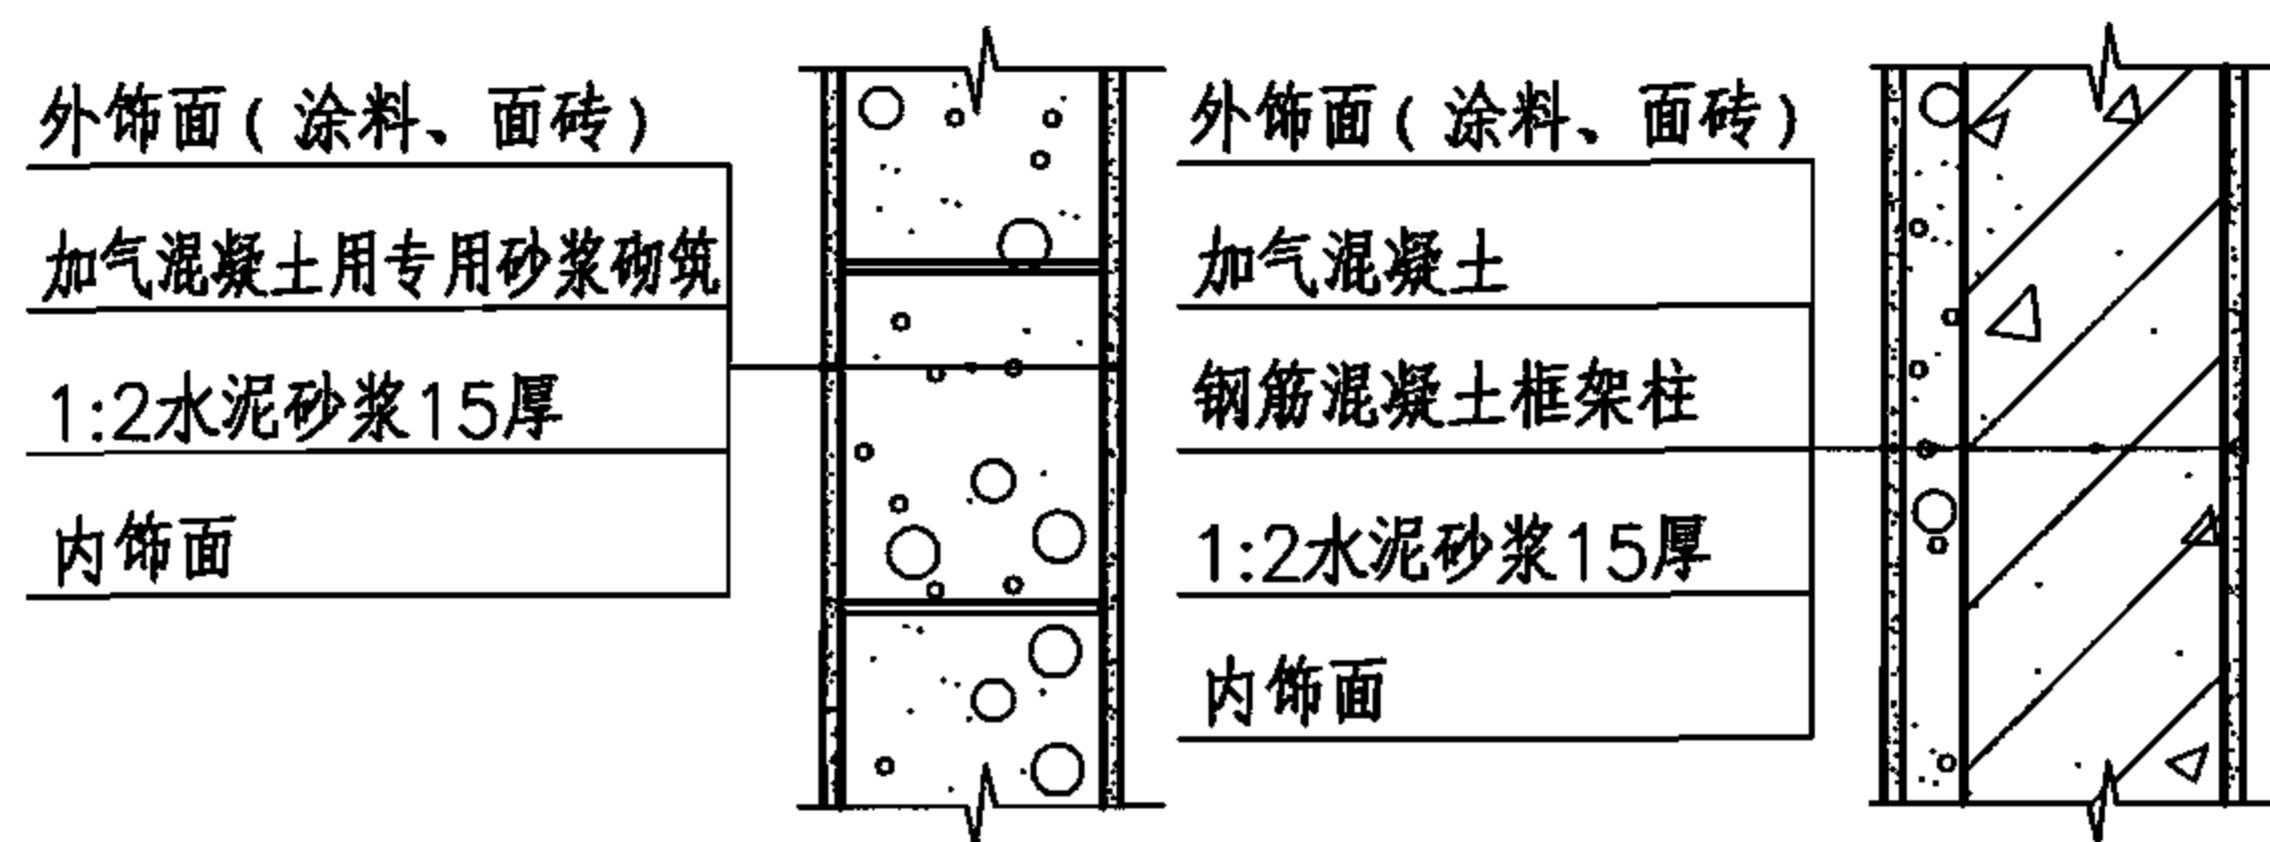 外饰面(涂料、面砖)
加气混凝土用专用砂浆砌筑
1:2水泥砂浆15厚
内饰面
外饰面(涂料、面砖)
加气混凝土
钢筋混凝土框架柱
1:2水泥砂浆15厚
内饰面